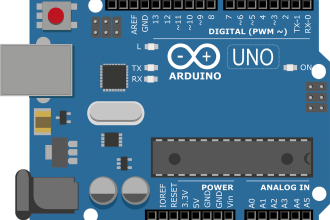 AREF
GND
13
12
~11
~10
~9
8
7
~6
~5
4
~3
2
TX-1
RX-0
DIGITAL (PWM ~)
L
TX
RX
ARDUINO
UNO
ON
POWER
ANALOG IN
IOREF
RESET
3.3V
5V
GND
GND
Vin
A0
A1
A2
A3
A4
A5